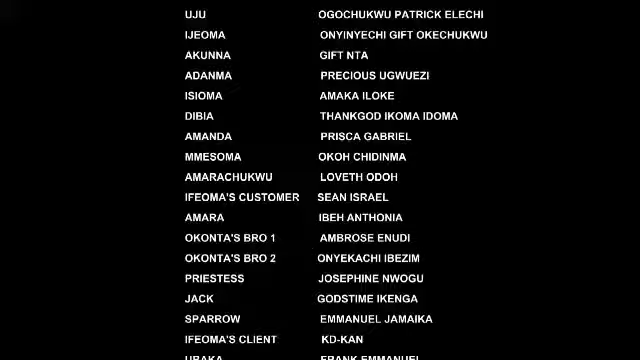 UJU OGOCHUKWU PATRICK ELECHI
IJEOMA ONYINYECHI GIFT OKECHUKWU
AKUNNA GIFT NTA
ADANMA PRECIOUS UGWUEZI
ISIOMA AMAKA ILOKE
DIBIA THANKGOD IKOMA IDOMA
AMANDA PRISCA GABRIEL
MMESOMA OKOH CHIDINMA
AMARACHUKWU LOVETH ODOH
IFEOMA'S CUSTOMER SEAN ISRAEL
AMARA IBEH ANTHONIA
OKONTA'S BRO 1 AMBROSE ENUDI
OKONTA'S BRO 2 ONYEKACHI IBEZIM
PRIESTESS JOSEPHINE NWOGU
JACK GODSTIME IKENGA
SPARROW EMMANUEL JAMAIKA
IFEOMA'S CLIENT KD-KAN
UBAKA FRANK EMMANUEL